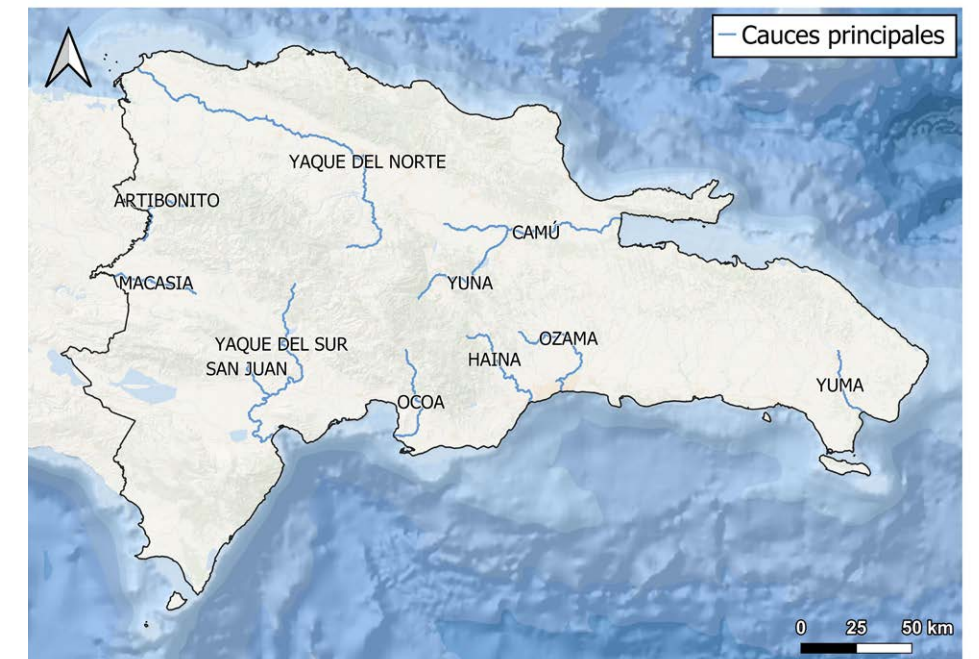 Cauces principales
YAQUE DEL NORTE
ARTIBONITO
CAMÚ
MACASIA
YUNA
YAQUE DEL SUR
OZAMA
SAN JUAN
HAINA
YUMA
OCOA
0 25 50 km